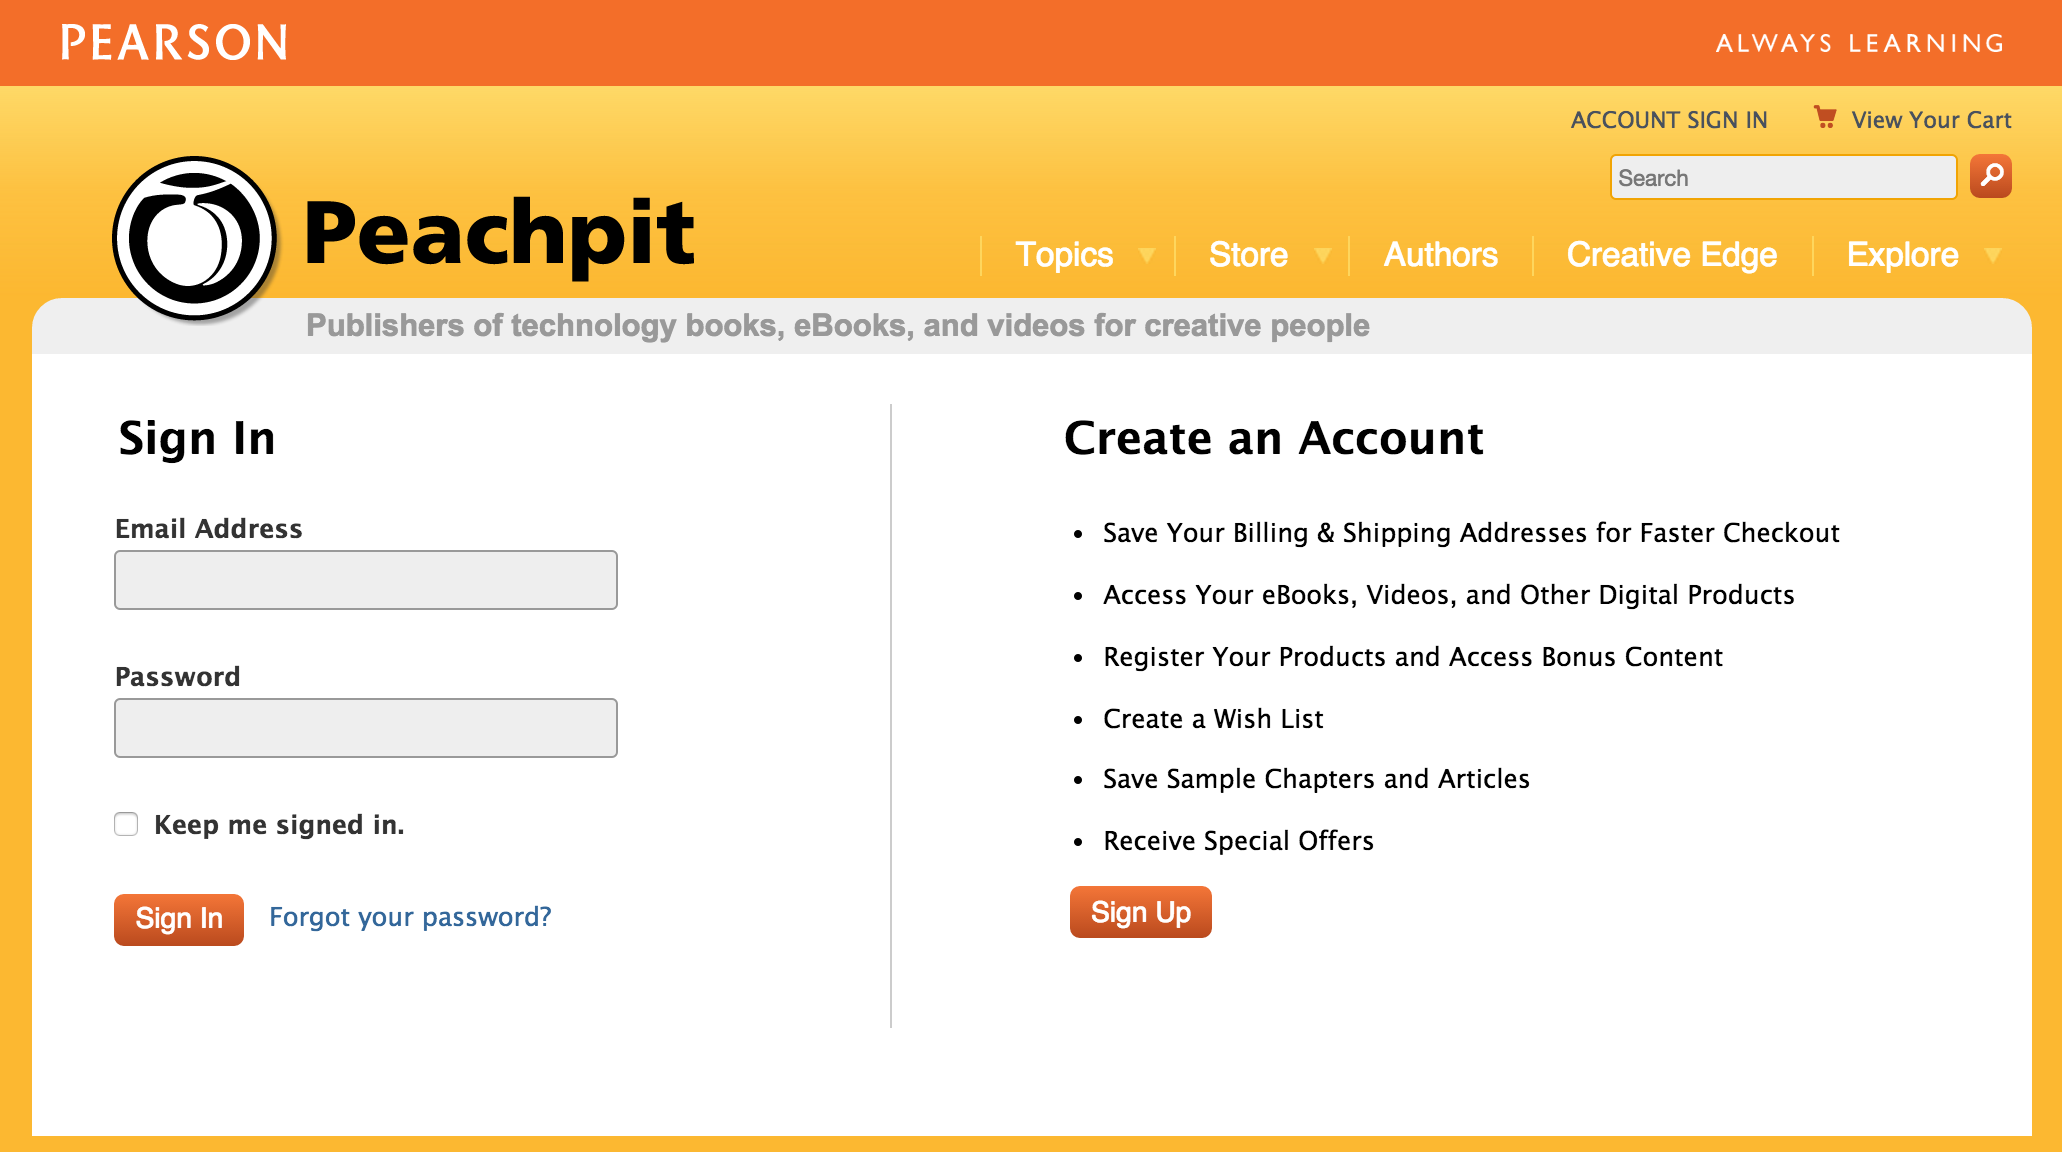 PEARSON
ALWAYS LEARNING
ACCOUNT SIGN IN
View Your Cart
Search
Peachpit
Topics
Store
Authors
Creative Edge
Explore
Publishers of technology books, eBooks, and videos for creative people
Sign In
Email Address
Password
Keep me signed in.
Sign In
Forgot your password?
Create an Account
• Save Your Billing & Shipping Addresses for Faster Checkout
• Access Your eBooks, Videos, and Other Digital Products
• Register Your Products and Access Bonus Content
• Create a Wish List
• Save Sample Chapters and Articles
• Receive Special Offers
Sign Up